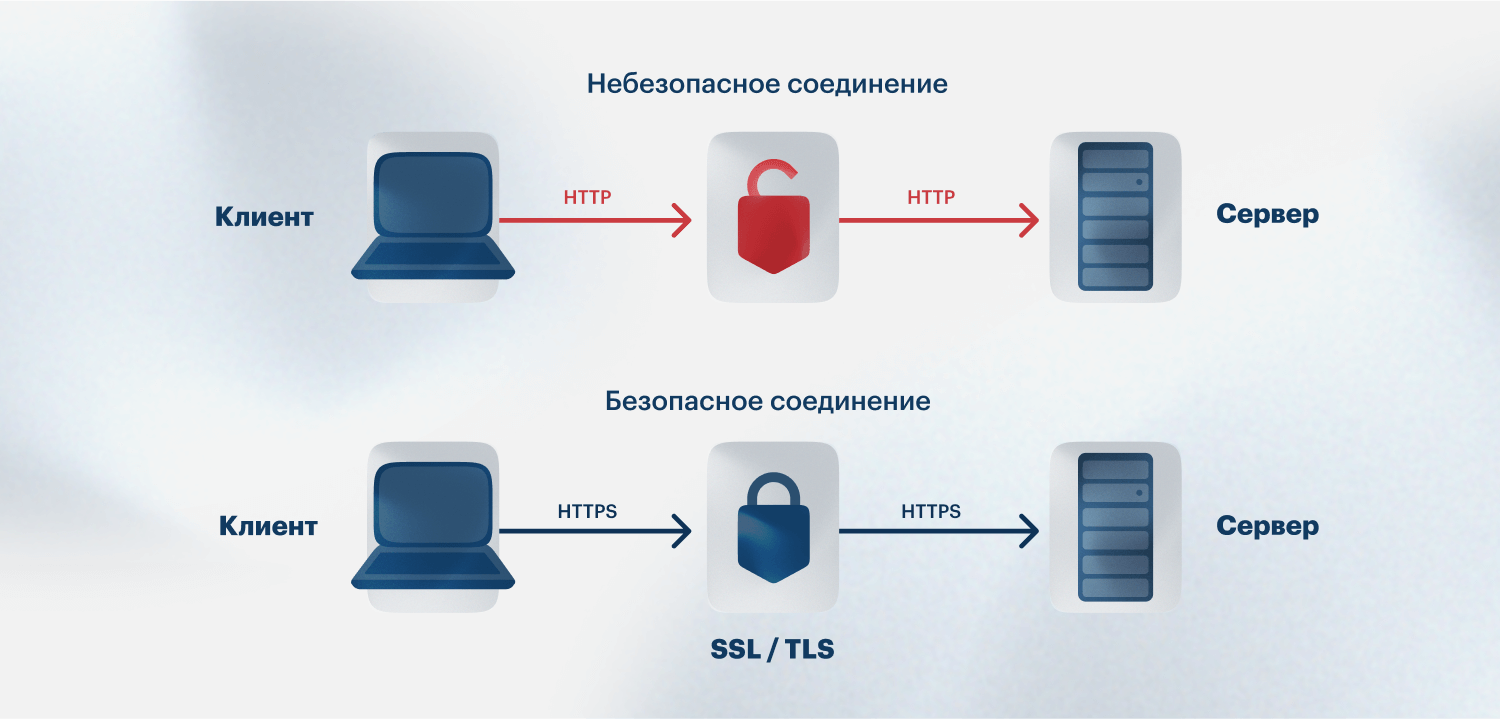 Небезопасное соединение
HTTP
HTTP
Клиент
Сервер
Безопасное соединение
HTTPS
HTTPS
Клиент
Сервер
SSL / TLS